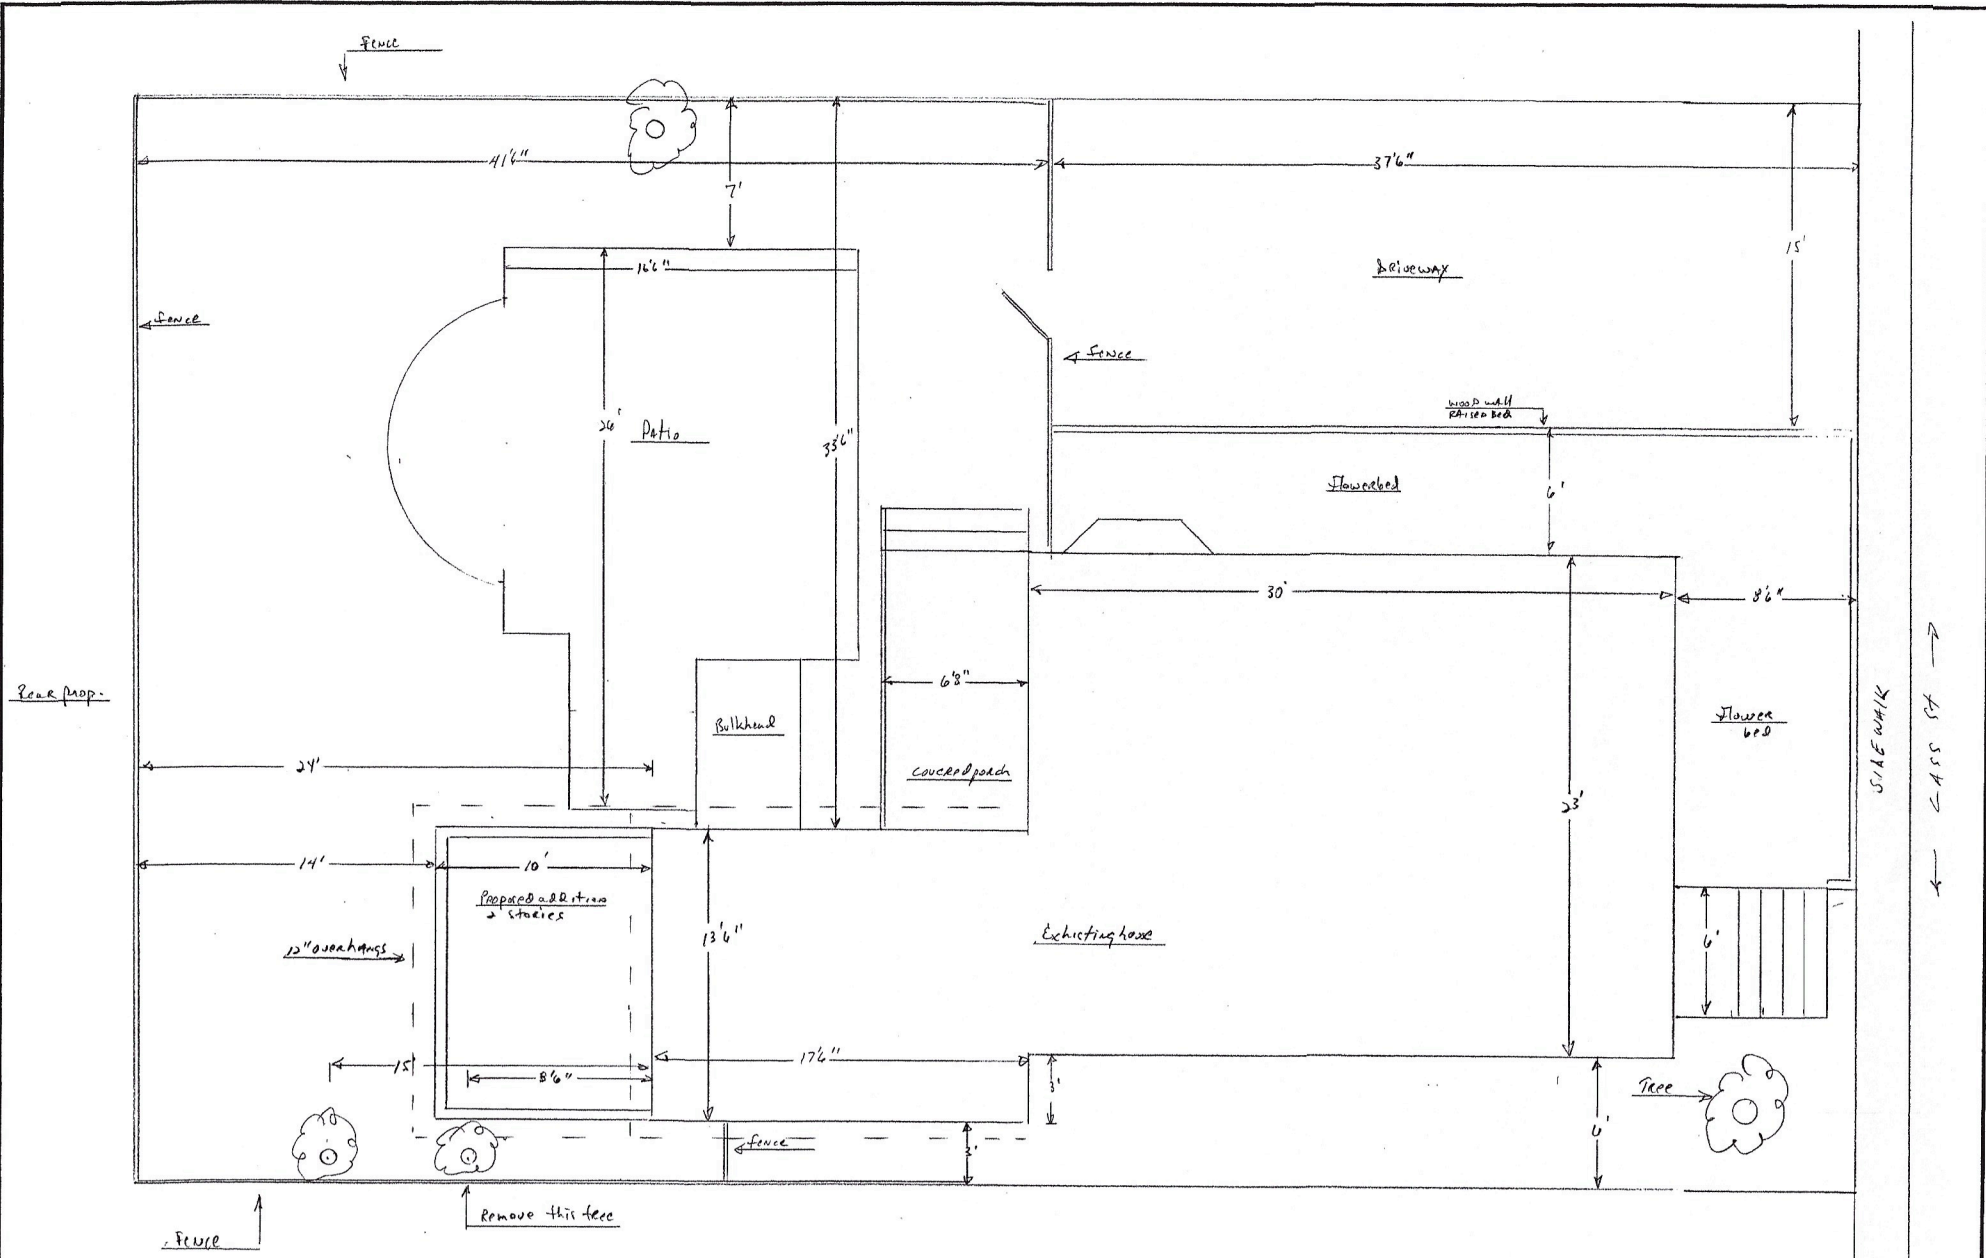 Fence
41'6"
37'6"
7'
15'
16'6"
Driveway
fence
fence
26'
Patio
33'6"
wood wall
Raised Bed
Flowerbed
6'
30'
8'6"
6'8"
Rear prop.
Bulkhead
Flower
bed
SIDEWALK
← CASS ST →
24'
covered porch
23'
14'
10'
Proposed addition
2 stories
13'6"
Exhisting house
6'
12" overhangs
15'
8'6"
17'6"
3'
Tree
fence
3'
6'
Remove this tree
Fence